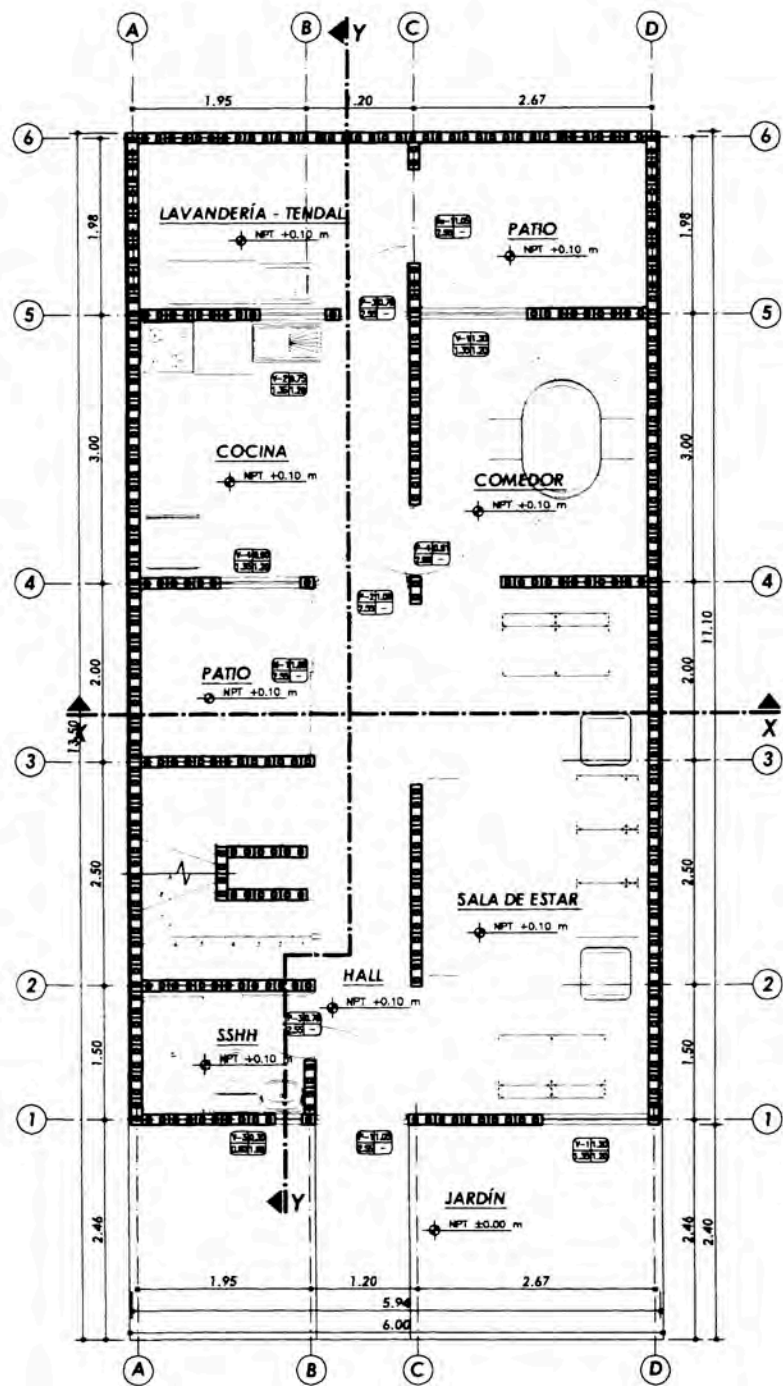 A B Y C D
1.95 1.20 2.67
6 6
LAVANDERÍA - TENDAL
NPT +0.10 m
PATIO
NPT +0.10 m
1.98 1.98
5 5
COCINA
NPT +0.10 m
COMEDOR
NPT +0.10 m
3.00 3.00
4 4
PATIO
NPT +0.10 m
2.00 2.00
11.10
X X
13.50
3 3
2.50 2.50
SALA DE ESTAR
NPT +0.10 m
2 2
HALL
NPT +0.10 m
SSHH
NPT +0.10 m
1.50 1.50
1 1
Y
JARDÍN
NPT ±0.00 m
2.46 2.46 2.40
1.95 1.20 2.67
5.94
6.00
A B C D